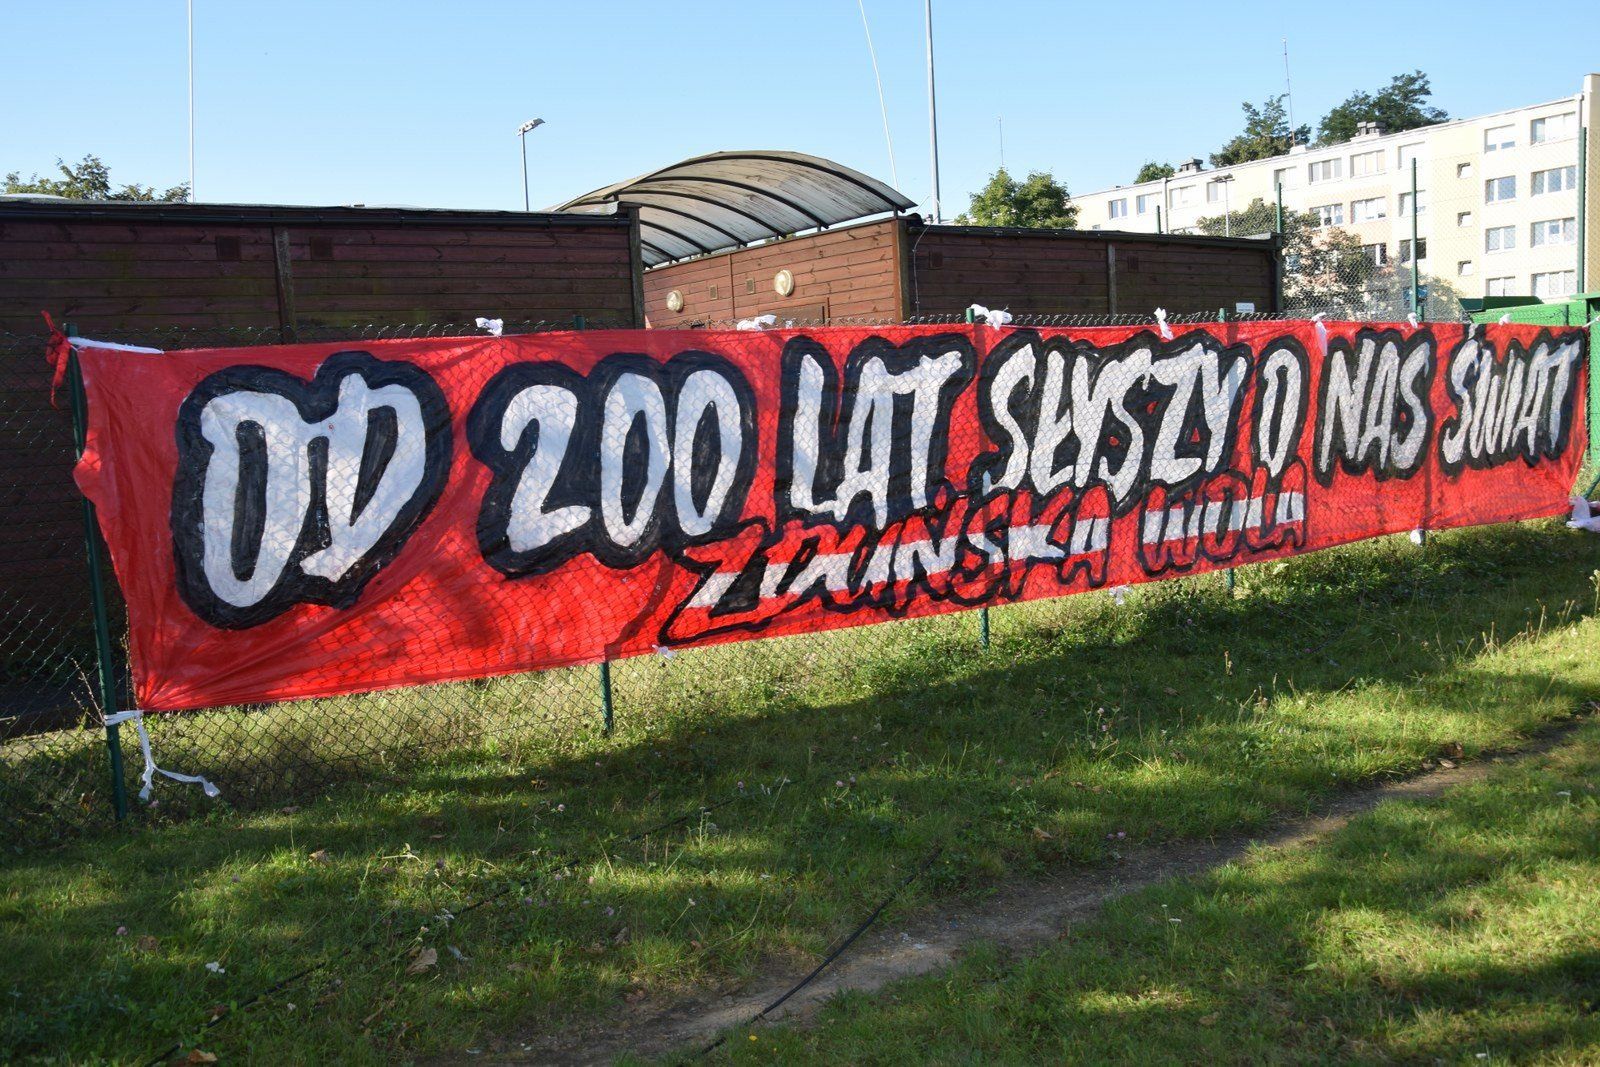 OD 200 LAT SŁYSZY O NAS ŚWIAT
ZDUŃSKA WOLA